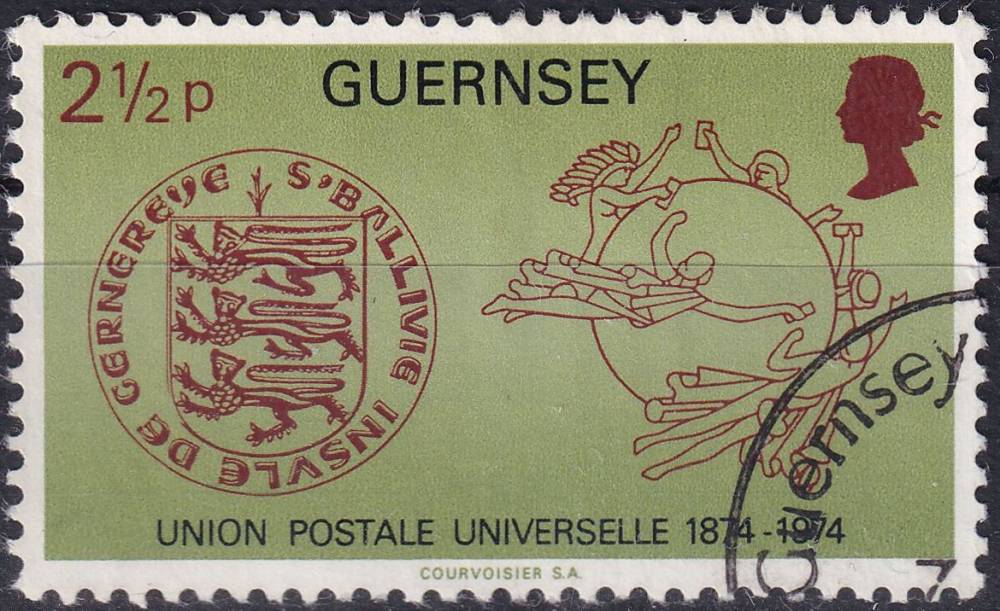 2½p
GUERNSEY
S'BALLIVIE INSVLE DE GERNEREYE
UNION POSTALE UNIVERSELLE 1874-1974
COURVOISIER S.A.
Guernsey